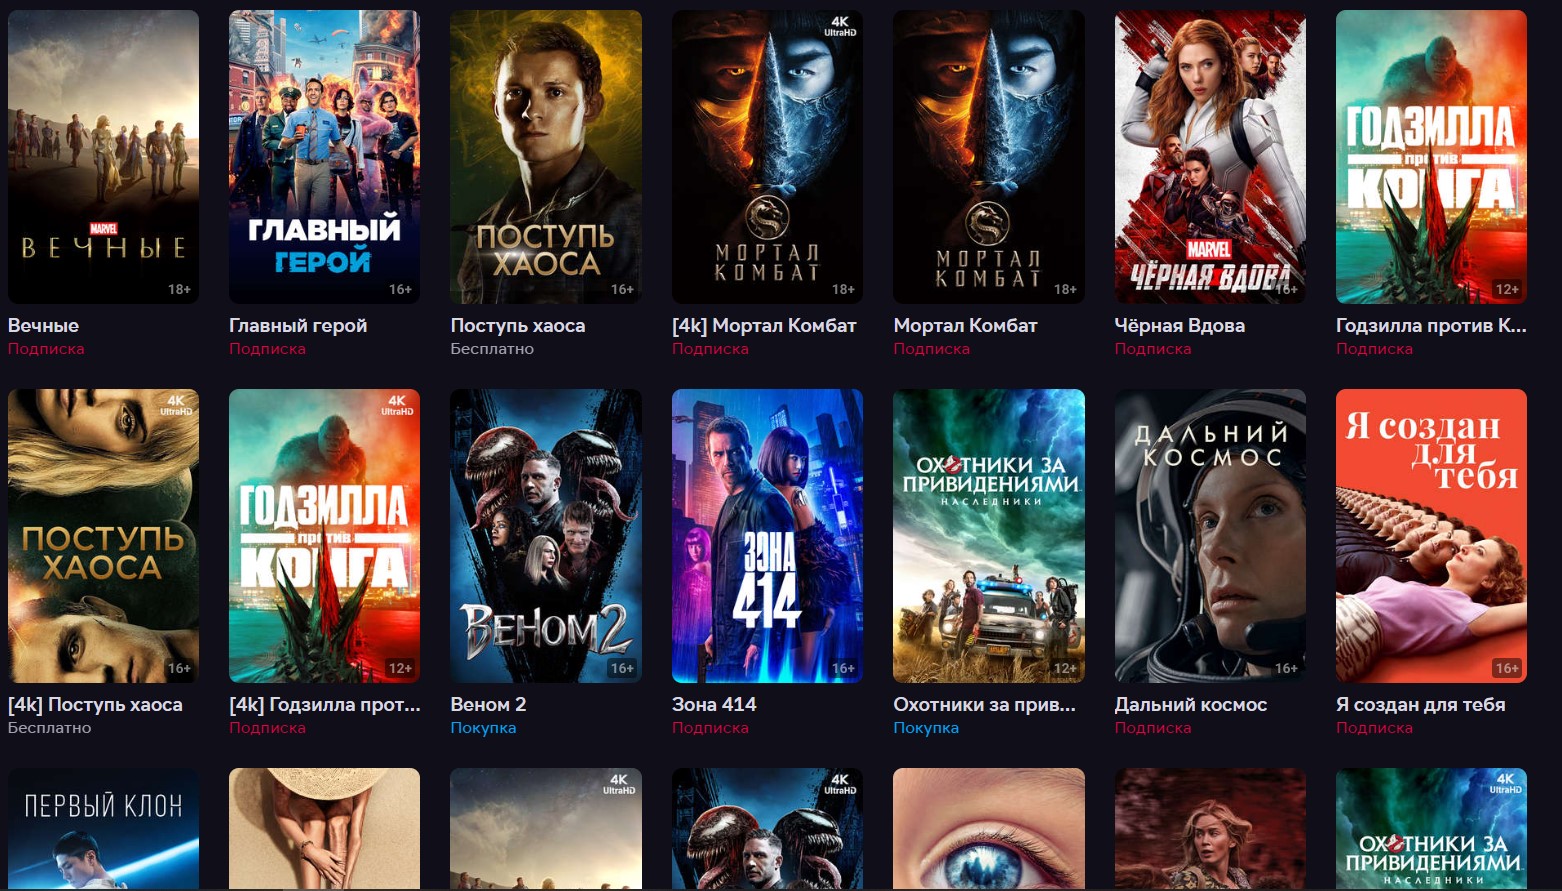 MARVEL
ВЕЧНЫЕ
18+
Вечные
Подписка
ГЛАВНЫЙ
ГЕРОЙ
16+
Главный герой
Подписка
ПОСТУПЬ
ХАОСА
16+
Поступь хаоса
Бесплатно
4K
UltraHD
МОРТАЛ
КОМБАТ
18+
[4k] Мортал Комбат
Подписка
МОРТАЛ
КОМБАТ
18+
Мортал Комбат
Подписка
MARVEL
ЧЁРНАЯ ВДОВА
16+
Чёрная Вдова
Подписка
ГОДЗИЛЛА
против
КОНГА
12+
Годзилла против К...
Подписка
4K
UltraHD
ПОСТУПЬ
ХАОСА
16+
[4k] Поступь хаоса
Бесплатно
4K
UltraHD
ГОДЗИЛЛА
против
КОНГА
12+
[4k] Годзилла прот...
Подписка
ВЕНОМ 2
16+
Веном 2
Покупка
ЗОНА
414
16+
Зона 414
Подписка
ОХОТНИКИ ЗА
ПРИВИДЕНИЯМИ
НАСЛЕДНИКИ
12+
Охотники за прив...
Покупка
ДАЛЬНИЙ
КОСМОС
16+
Дальний космос
Подписка
Я создан
для
тебя
16+
Я создан для тебя
Подписка
ПЕРВЫЙ КЛОН
4K
UltraHD
4K
UltraHD
4K
UltraHD
ОХОТНИКИ ЗА
ПРИВИДЕНИЯМИ
НАСЛЕДНИКИ